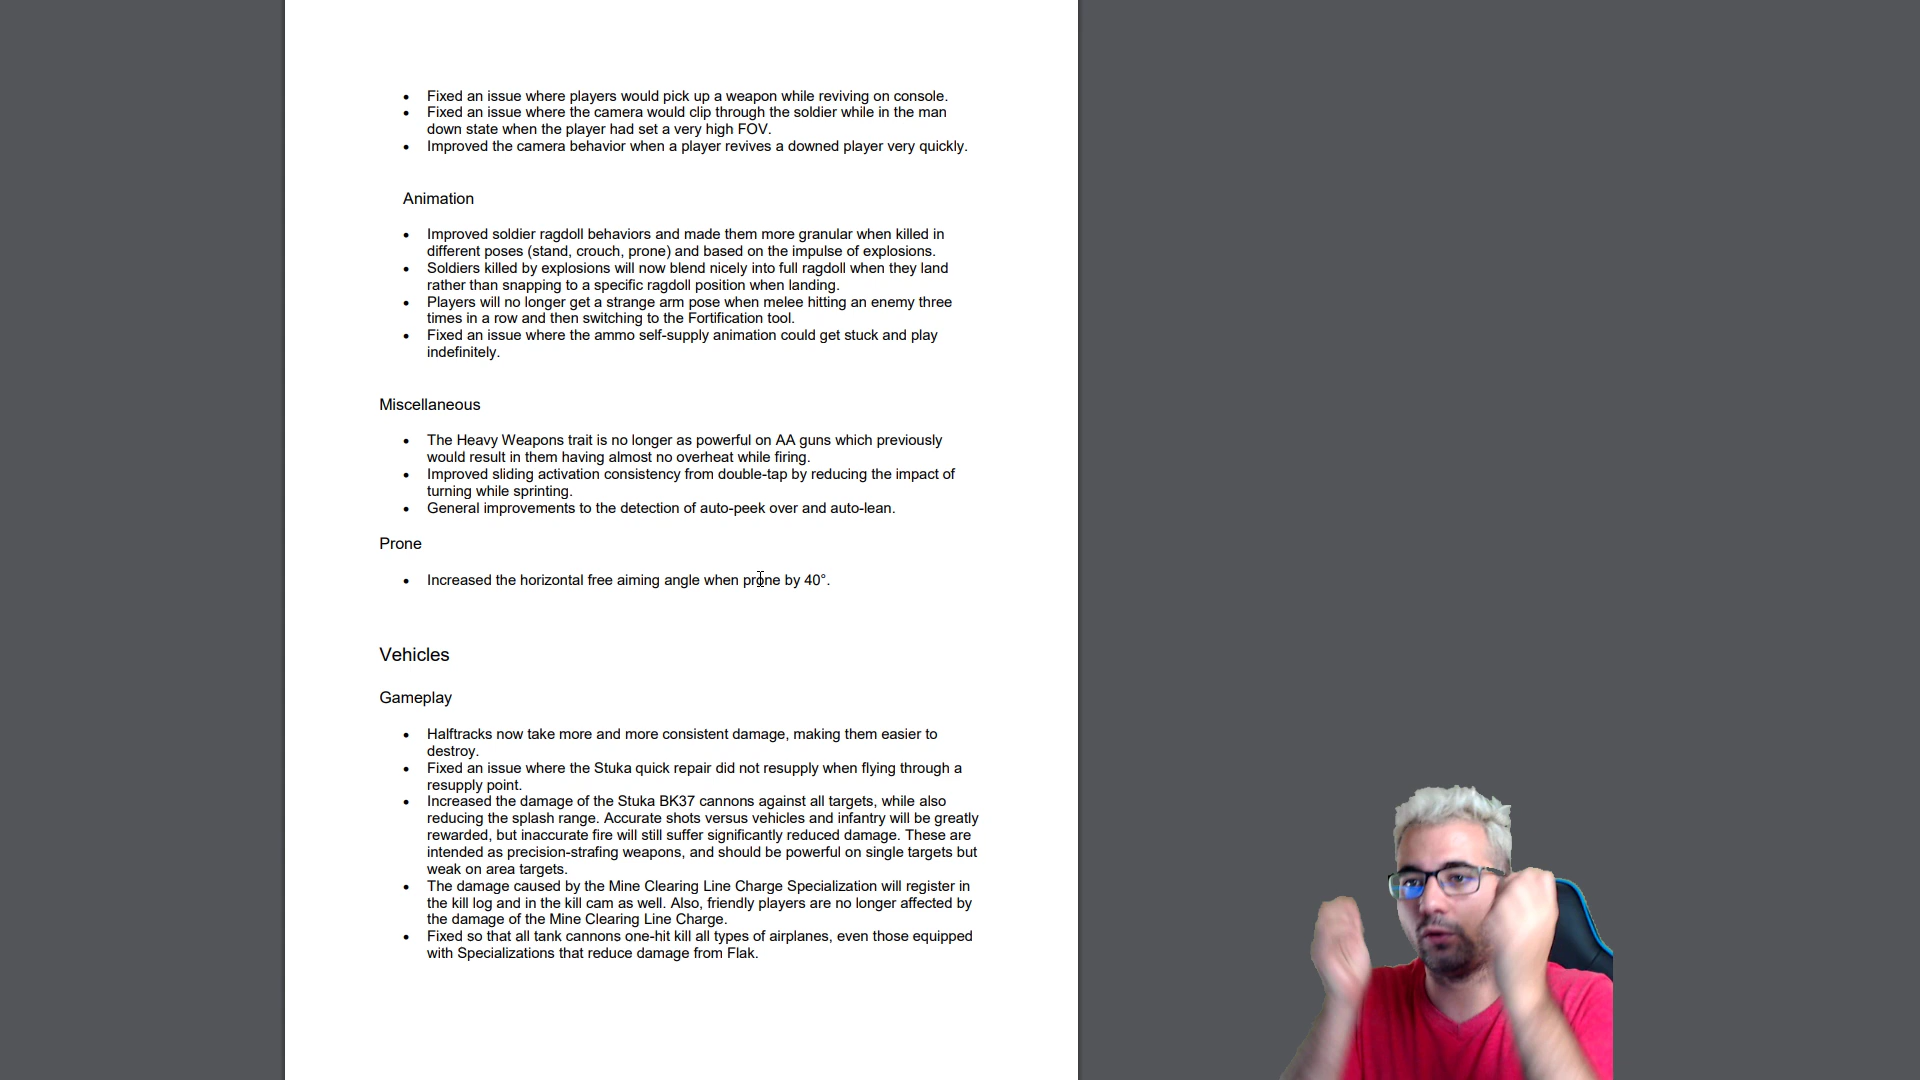 • Fixed an issue where players would pick up a weapon while reviving on console.
• Fixed an issue where the camera would clip through the soldier while in the man
down state when the player had set a very high FOV.
• Improved the camera behavior when a player revives a downed player very quickly.
Animation
• Improved soldier ragdoll behaviors and made them more granular when killed in
different poses (stand, crouch, prone) and based on the impulse of explosions.
• Soldiers killed by explosions will now blend nicely into full ragdoll when they land
rather than snapping to a specific ragdoll position when landing.
• Players will no longer get a strange arm pose when melee hitting an enemy three
times in a row and then switching to the Fortification tool.
• Fixed an issue where the ammo self-supply animation could get stuck and play
indefinitely.
Miscellaneous
• The Heavy Weapons trait is no longer as powerful on AA guns which previously
would result in them having almost no overheat while firing.
• Improved sliding activation consistency from double-tap by reducing the impact of
turning while sprinting.
• General improvements to the detection of auto-peek over and auto-lean.
Prone
• Increased the horizontal free aiming angle when prone by 40°.
Vehicles
Gameplay
• Halftracks now take more and more consistent damage, making them easier to
destroy.
• Fixed an issue where the Stuka quick repair did not resupply when flying through a
resupply point.
• Increased the damage of the Stuka BK37 cannons against all targets, while also
reducing the splash range. Accurate shots versus vehicles and infantry will be greatly
rewarded, but inaccurate fire will still suffer significantly reduced damage. These are
intended as precision-strafing weapons, and should be powerful on single targets but
weak on area targets.
• The damage caused by the Mine Clearing Line Charge Specialization will register in
the kill log and in the kill cam as well. Also, friendly players are no longer affected by
the damage of the Mine Clearing Line Charge.
• Fixed so that all tank cannons one-hit kill all types of airplanes, even those equipped
with Specializations that reduce damage from Flak.